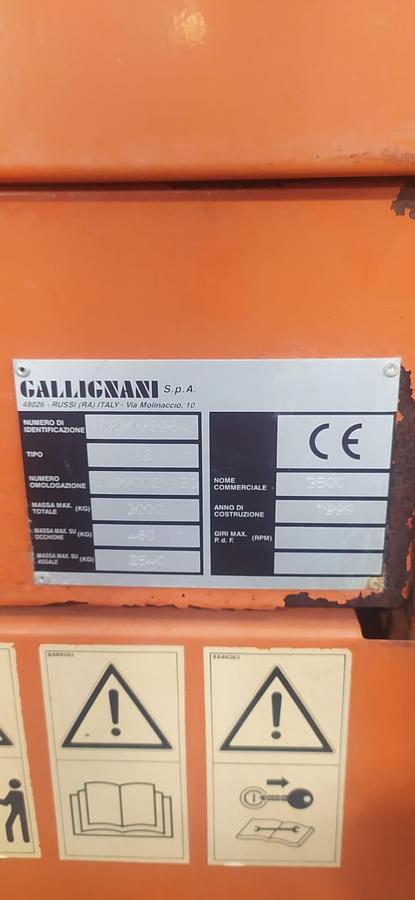 GALLIGNANI S.p.A.
48026 - RUSSI (RA) ITALY - Via Molinaccio, 10
NUMERO DI
IDENTIFICAZIONE
TIPO
NUMERO
OMOLOGAZIONE
MASSA MAX. (KG) 3000
TOTALE
MASSA MAX. SU (KG) 460
OCCHIONE
MASSA MAX. SU (KG) 2540
ASSALE
CE
NOME 3500
COMMERCIALE
ANNO DI 1999
COSTRUZIONE
GIRI MAX. (RPM)
P. d. F.